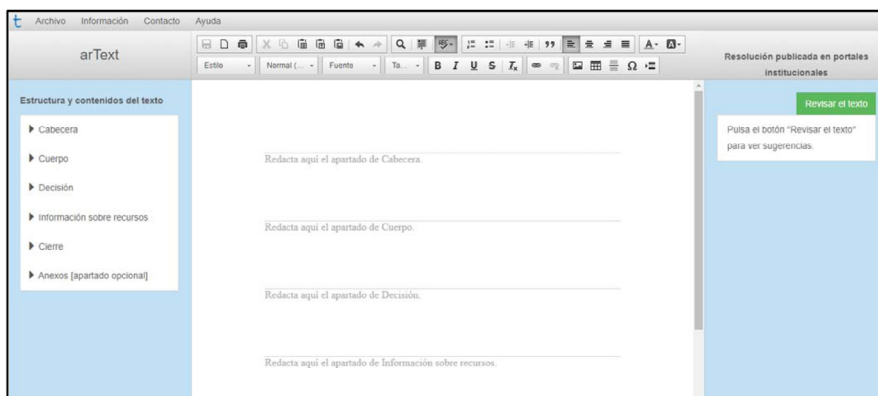 t Archivo Información Contacto Ayuda
arText
Estilo Normal (... Fuente Ta... B I U S Tx Ω
Resolución publicada en portales
institucionales
Estructura y contenidos del texto
Cabecera
Cuerpo
Decisión
Información sobre recursos
Cierre
Anexos [apartado opcional]
Redacta aquí el apartado de Cabecera.
Redacta aquí el apartado de Cuerpo.
Redacta aquí el apartado de Decisión.
Redacta aquí el apartado de Información sobre recursos.
Revisar el texto
Pulsa el botón "Revisar el texto"
para ver sugerencias.